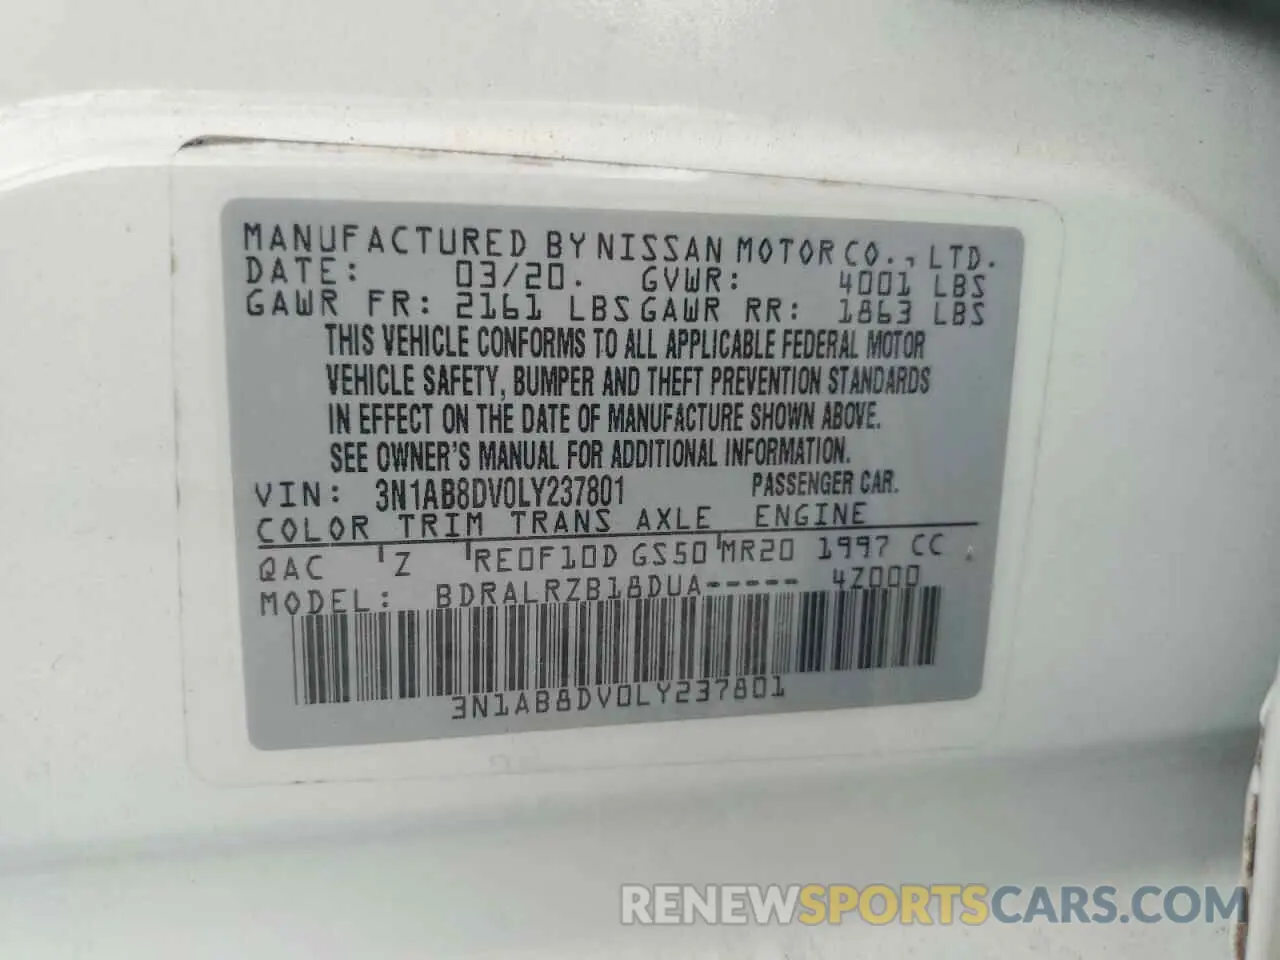 MANUFACTURED BY NISSAN MOTOR CO., LTD.
DATE: 03/20. GVWR: 4001 LBS
GAWR FR: 2161 LBS GAWR RR: 1863 LBS
THIS VEHICLE CONFORMS TO ALL APPLICABLE FEDERAL MOTOR
VEHICLE SAFETY, BUMPER AND THEFT PREVENTION STANDARDS
IN EFFECT ON THE DATE OF MANUFACTURE SHOWN ABOVE.
SEE OWNER'S MANUAL FOR ADDITIONAL INFORMATION.
VIN: 3N1AB8DV0LY237801 PASSENGER CAR.
COLOR TRIM TRANS AXLE ENGINE
QAC Z RE0F10D GS50 MR20 1997 CC
MODEL: BDRALRZB18DUA----- 4Z000
3N1AB8DV0LY237801
RENEWSPORTSCARS.COM